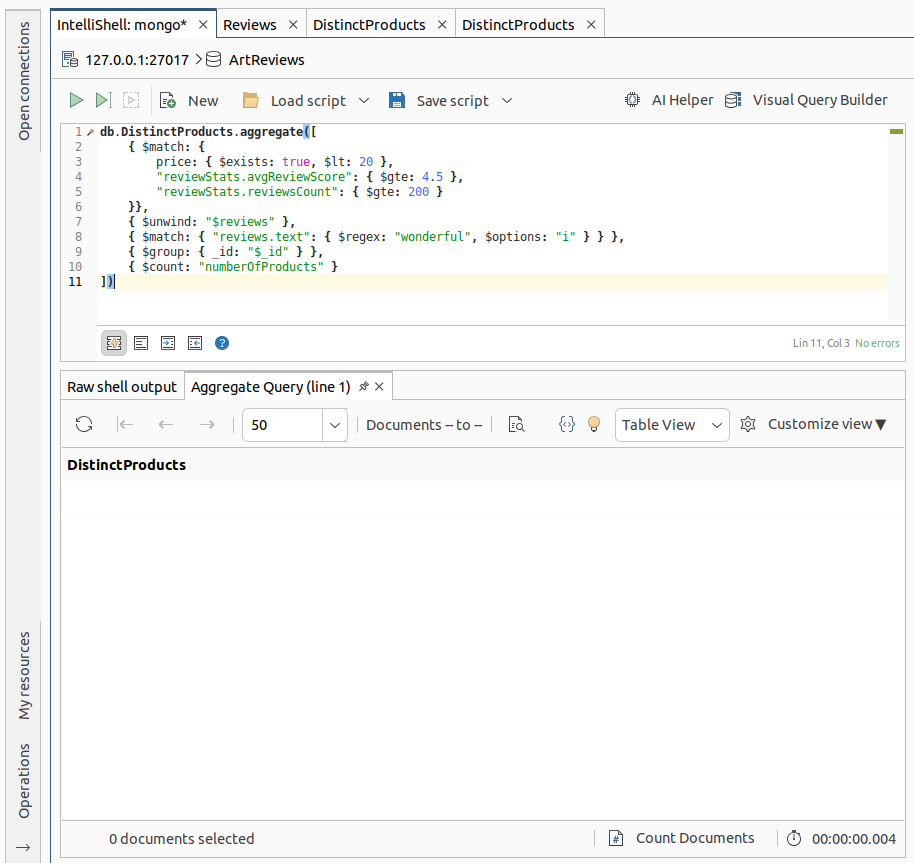 IntelliShell: mongo* Reviews DistinctProducts DistinctProducts
Open connections
127.0.0.1:27017 ArtReviews
New Load script Save script AI Helper Visual Query Builder
1 db.DistinctProducts.aggregate([
2 { $match: {
3 price: { $exists: true, $lt: 20 },
4 "reviewStats.avgReviewScore": { $gte: 4.5 },
5 "reviewStats.reviewsCount": { $gte: 200 }
6 }},
7 { $unwind: "$reviews" },
8 { $match: { "reviews.text": { $regex: "wonderful", $options: "i" } } },
9 { $group: { _id: "$_id" } },
10 { $count: "numberOfProducts" }
11 ])
Lin 11, Col 3 No errors
Raw shell output Aggregate Query (line 1)
50 Documents -- to -- Table View Customize view
DistinctProducts
My resources
Operations
0 documents selected Count Documents 00:00:00.004